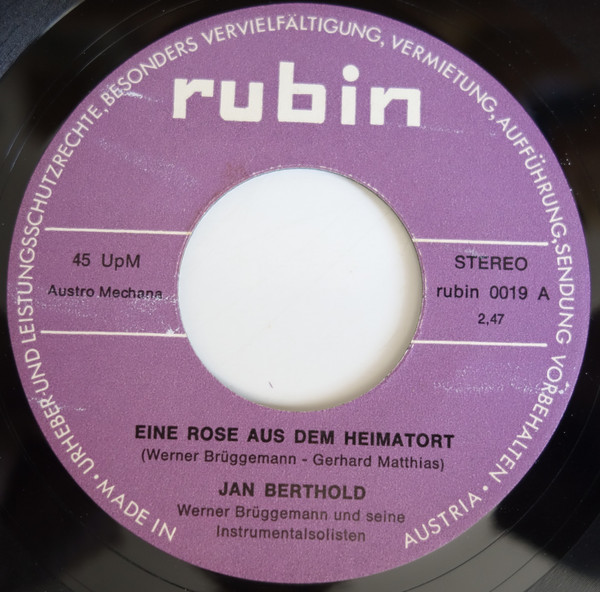 rubin
45 UpM
Austro Mechana
STEREO
rubin 0019 A
2,47
EINE ROSE AUS DEM HEIMATORT
(Werner Brüggemann - Gerhard Matthias)
JAN BERTHOLD
Werner Brüggemann und seine
Instrumentalsolisten
MADE IN AUSTRIA · URHEBER UND LEISTUNGSSCHUTZRECHTE, BESONDERS VERVIELFÄLTIGUNG, VERMIETUNG, AUFFÜHRUNG, SENDUNG VORBEHALTEN ·